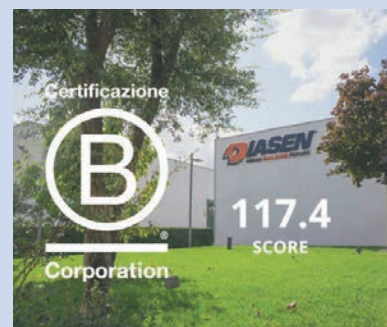 Certificazione
B
®
Corporation
DIASEN
117.4
SCORE